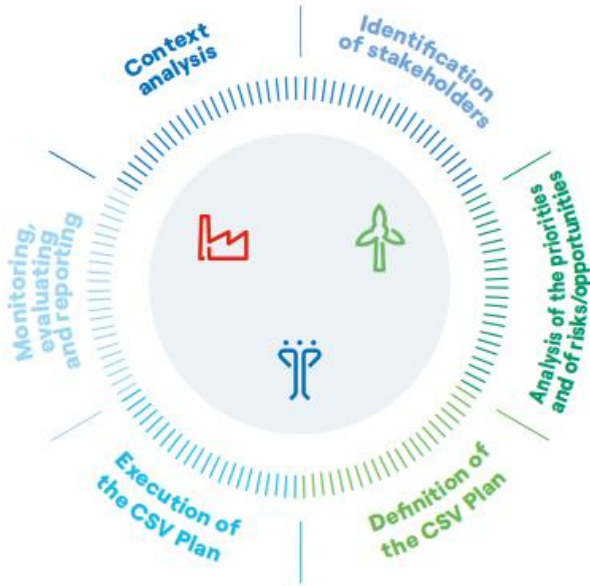 Context
analysis
Identification
of stakeholders
Analysis of the priorities
and of risks/opportunities
Definition of
the CSV Plan
Execution of
the CSV Plan
Monitoring,
evaluating
and reporting